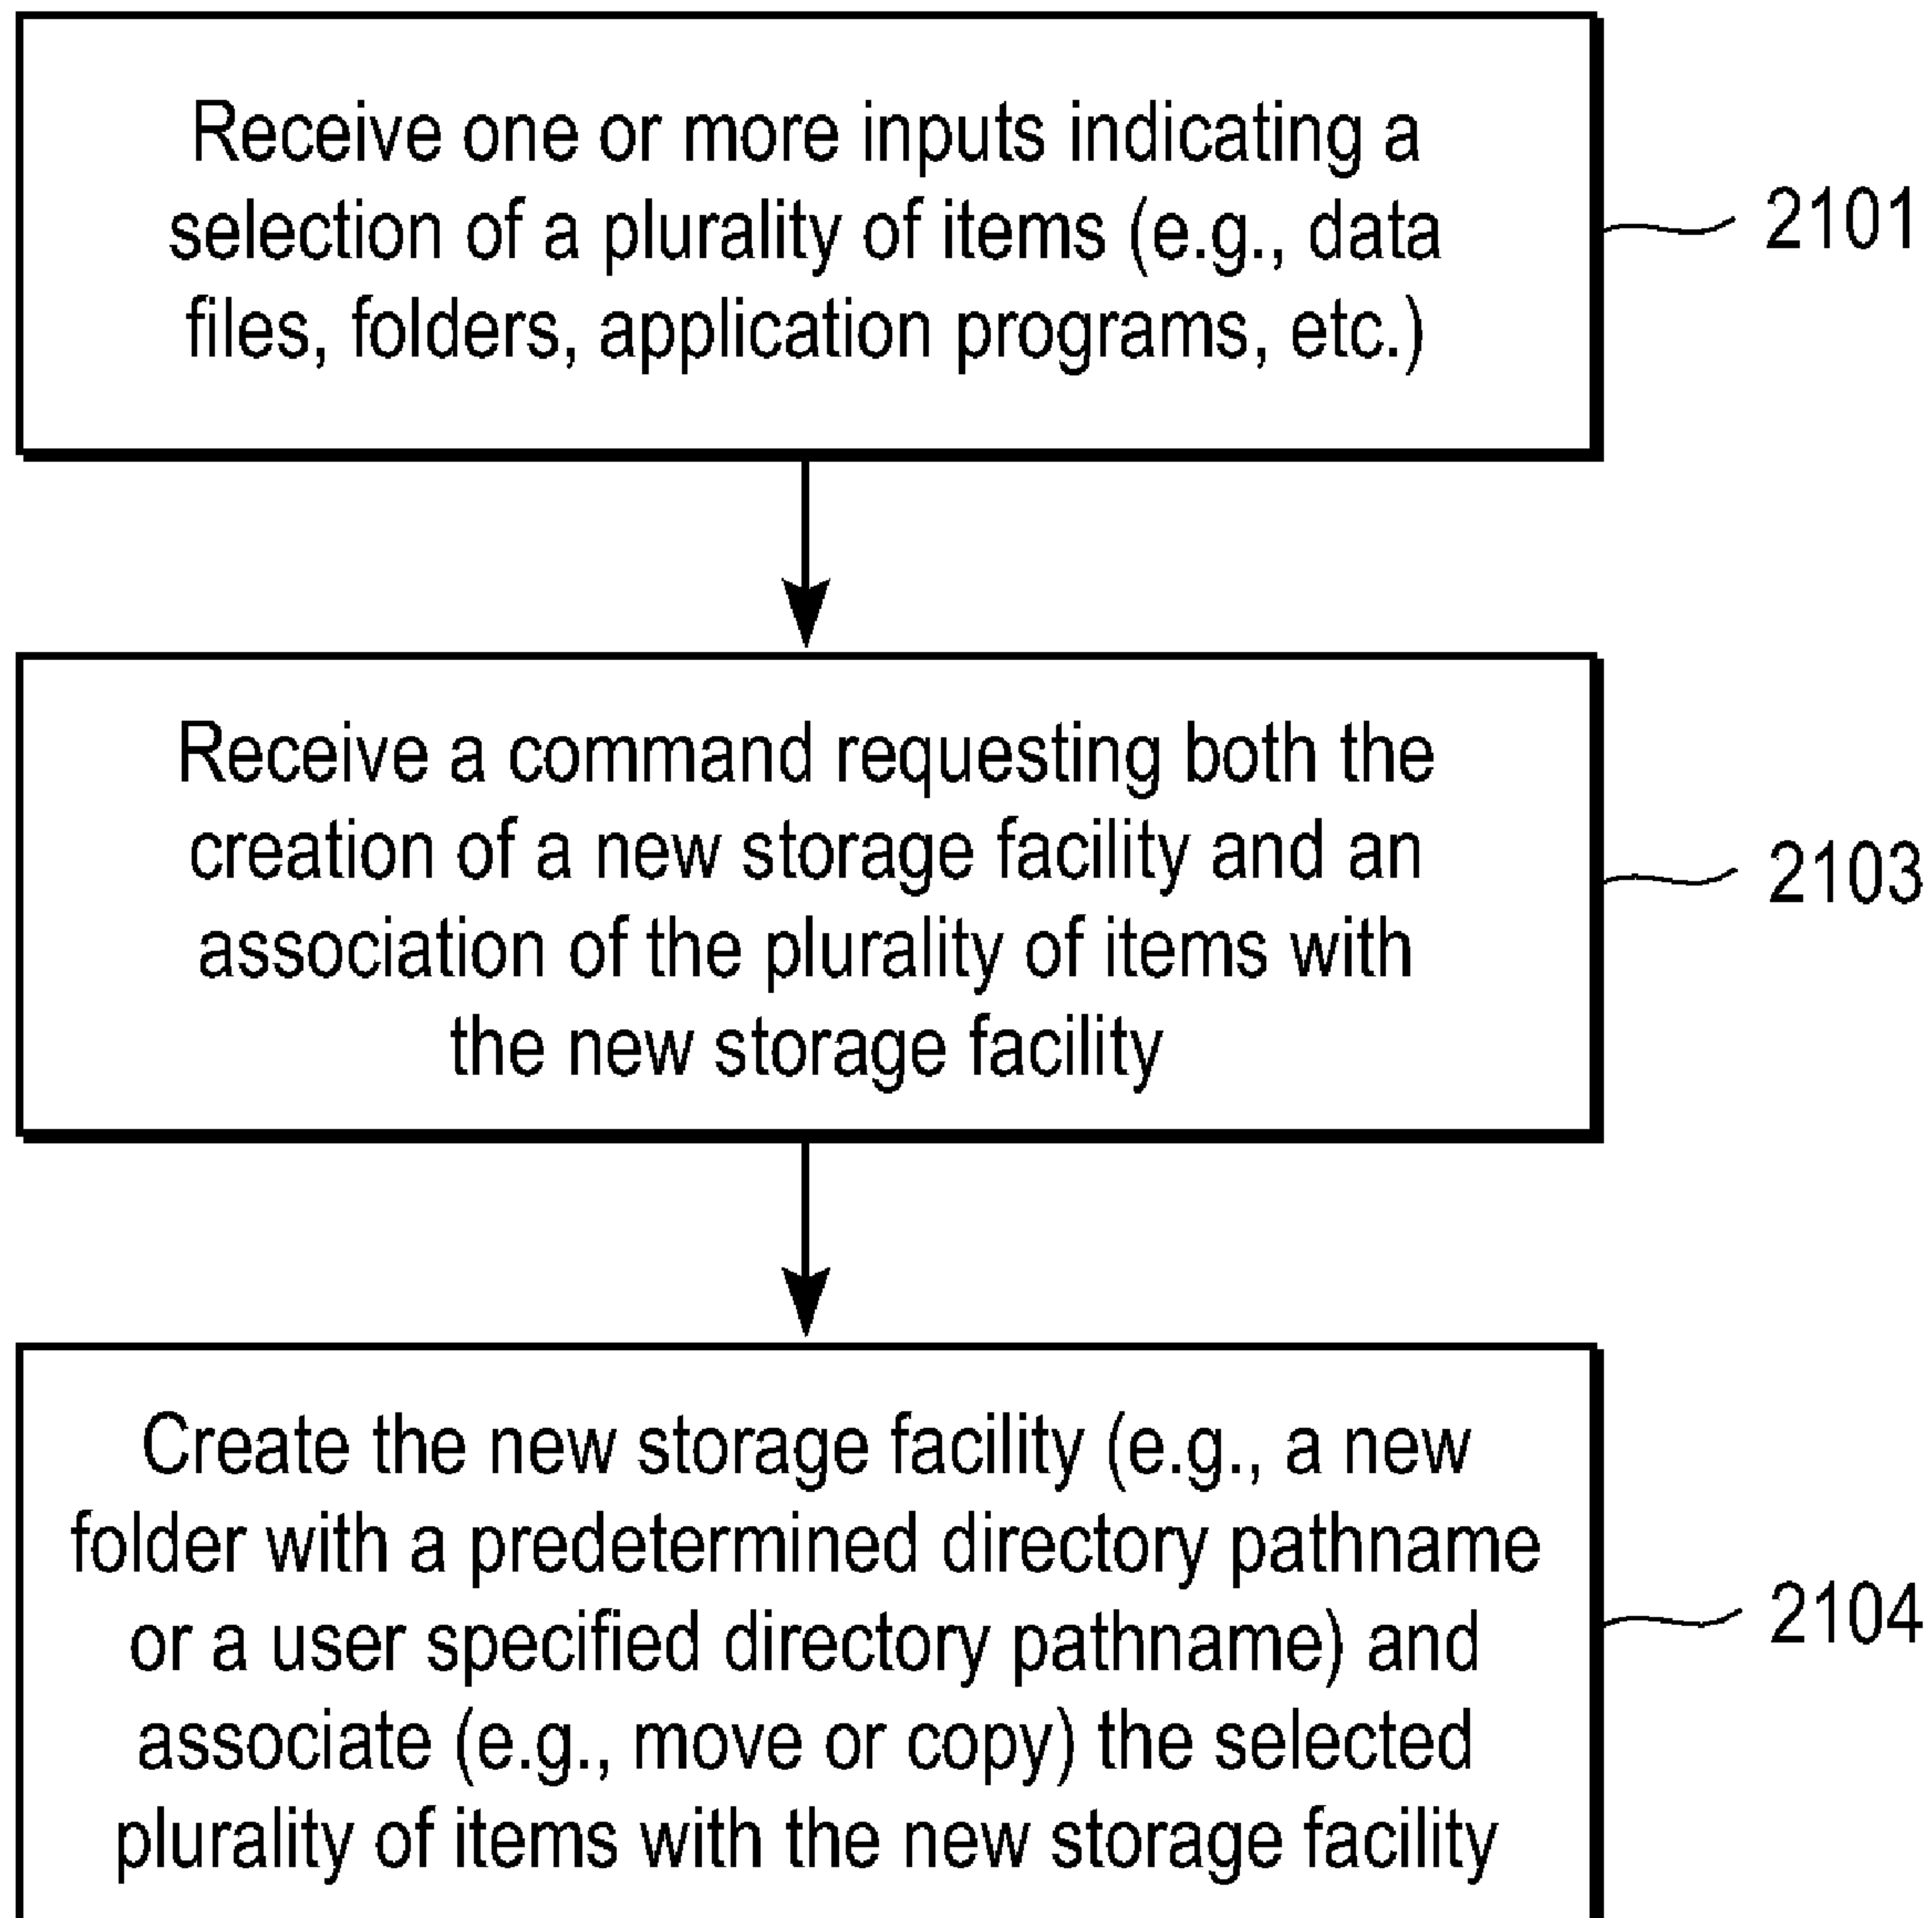 Receive one or more inputs indicating a
selection of a plurality of items (e.g., data
files, folders, application programs, etc.)
2101
Receive a command requesting both the
creation of a new storage facility and an
association of the plurality of items with
the new storage facility
2103
Create the new storage facility (e.g., a new
folder with a predetermined directory pathname
or a user specified directory pathname) and
associate (e.g., move or copy) the selected
plurality of items with the new storage facility
2104